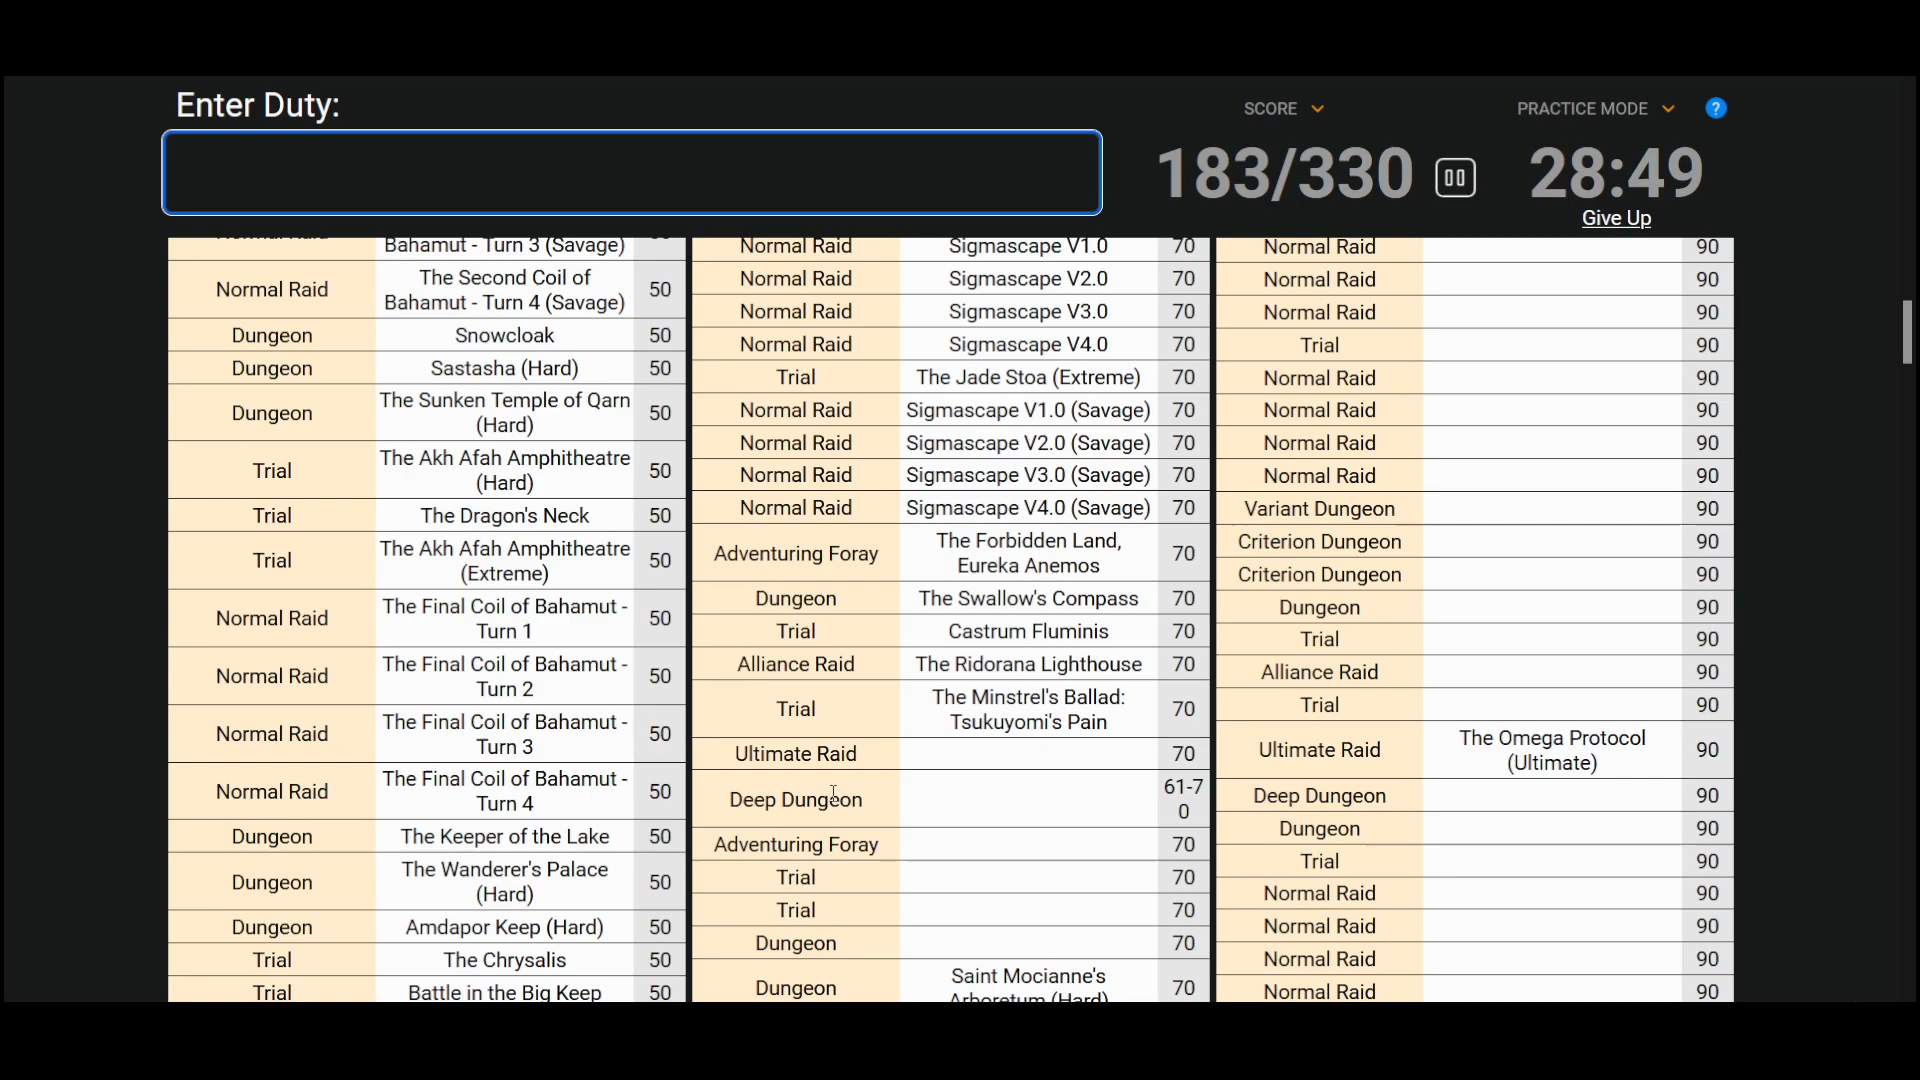 Enter Duty:
SCORE
PRACTICE MODE
?
183/330
28:49
Give Up
Bahamut - Turn 3 (Savage)
Normal Raid
The Second Coil of
Bahamut - Turn 4 (Savage)
50
Dungeon
Snowcloak
50
Dungeon
Sastasha (Hard)
50
Dungeon
The Sunken Temple of Qarn
(Hard)
50
Trial
The Akh Afah Amphitheatre
(Hard)
50
Trial
The Dragon's Neck
50
Trial
The Akh Afah Amphitheatre
(Extreme)
50
Normal Raid
The Final Coil of Bahamut -
Turn 1
50
Normal Raid
The Final Coil of Bahamut -
Turn 2
50
Normal Raid
The Final Coil of Bahamut -
Turn 3
50
Normal Raid
The Final Coil of Bahamut -
Turn 4
50
Dungeon
The Keeper of the Lake
50
Dungeon
The Wanderer's Palace
(Hard)
50
Dungeon
Amdapor Keep (Hard)
50
Trial
The Chrysalis
50
Trial
Battle in the Big Keep
50
Normal Raid
Sigmascape V1.0
70
Normal Raid
Sigmascape V2.0
70
Normal Raid
Sigmascape V3.0
70
Normal Raid
Sigmascape V4.0
70
Trial
The Jade Stoa (Extreme)
70
Normal Raid
Sigmascape V1.0 (Savage)
70
Normal Raid
Sigmascape V2.0 (Savage)
70
Normal Raid
Sigmascape V3.0 (Savage)
70
Normal Raid
Sigmascape V4.0 (Savage)
70
Adventuring Foray
The Forbidden Land,
Eureka Anemos
70
Dungeon
The Swallow's Compass
70
Trial
Castrum Fluminis
70
Alliance Raid
The Ridorana Lighthouse
70
Trial
The Minstrel's Ballad:
Tsukuyomi's Pain
70
Ultimate Raid
70
Deep Dungeon
61-7
0
Adventuring Foray
70
Trial
70
Trial
70
Dungeon
70
Dungeon
Saint Mocianne's
Arboretum (Hard)
70
Normal Raid
90
Normal Raid
90
Normal Raid
90
Trial
90
Normal Raid
90
Normal Raid
90
Normal Raid
90
Normal Raid
90
Variant Dungeon
90
Criterion Dungeon
90
Criterion Dungeon
90
Dungeon
90
Trial
90
Alliance Raid
90
Trial
90
Ultimate Raid
The Omega Protocol
(Ultimate)
90
Deep Dungeon
90
Dungeon
90
Trial
90
Normal Raid
90
Normal Raid
90
Normal Raid
90
Normal Raid
90